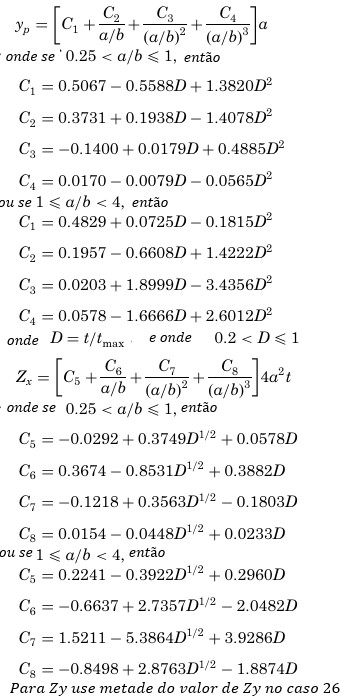 y_p = [C_1 + C_2/(a/b) + C_3/(a/b)^2 + C_4/(a/b)^3]a
onde se 0.25 < a/b ⩽ 1, então
C_1 = 0.5067 − 0.5588D + 1.3820D^2
C_2 = 0.3731 + 0.1938D − 1.4078D^2
C_3 = −0.1400 + 0.0179D + 0.4885D^2
C_4 = 0.0170 − 0.0079D − 0.0565D^2
ou se 1 ⩽ a/b < 4, então
C_1 = 0.4829 + 0.0725D − 0.1815D^2
C_2 = 0.1957 − 0.6608D + 1.4222D^2
C_3 = 0.0203 + 1.8999D − 3.4356D^2
C_4 = 0.0578 − 1.6666D + 2.6012D^2
onde D = t/t_max e onde 0.2 < D ⩽ 1
Z_x = [C_5 + C_6/(a/b) + C_7/(a/b)^2 + C_8/(a/b)^3]4a^2t
onde se 0.25 < a/b ⩽ 1, então
C_5 = −0.0292 + 0.3749D^1/2 + 0.0578D
C_6 = 0.3674 − 0.8531D^1/2 + 0.3882D
C_7 = −0.1218 + 0.3563D^1/2 − 0.1803D
C_8 = 0.0154 − 0.0448D^1/2 + 0.0233D
ou se 1 ⩽ a/b < 4, então
C_5 = 0.2241 − 0.3922D^1/2 + 0.2960D
C_6 = −0.6637 + 2.7357D^1/2 − 2.0482D
C_7 = 1.5211 − 5.3864D^1/2 + 3.9286D
C_8 = −0.8498 + 2.8763D^1/2 − 1.8874D
Para Zy use metade do valor de Zy no caso 26